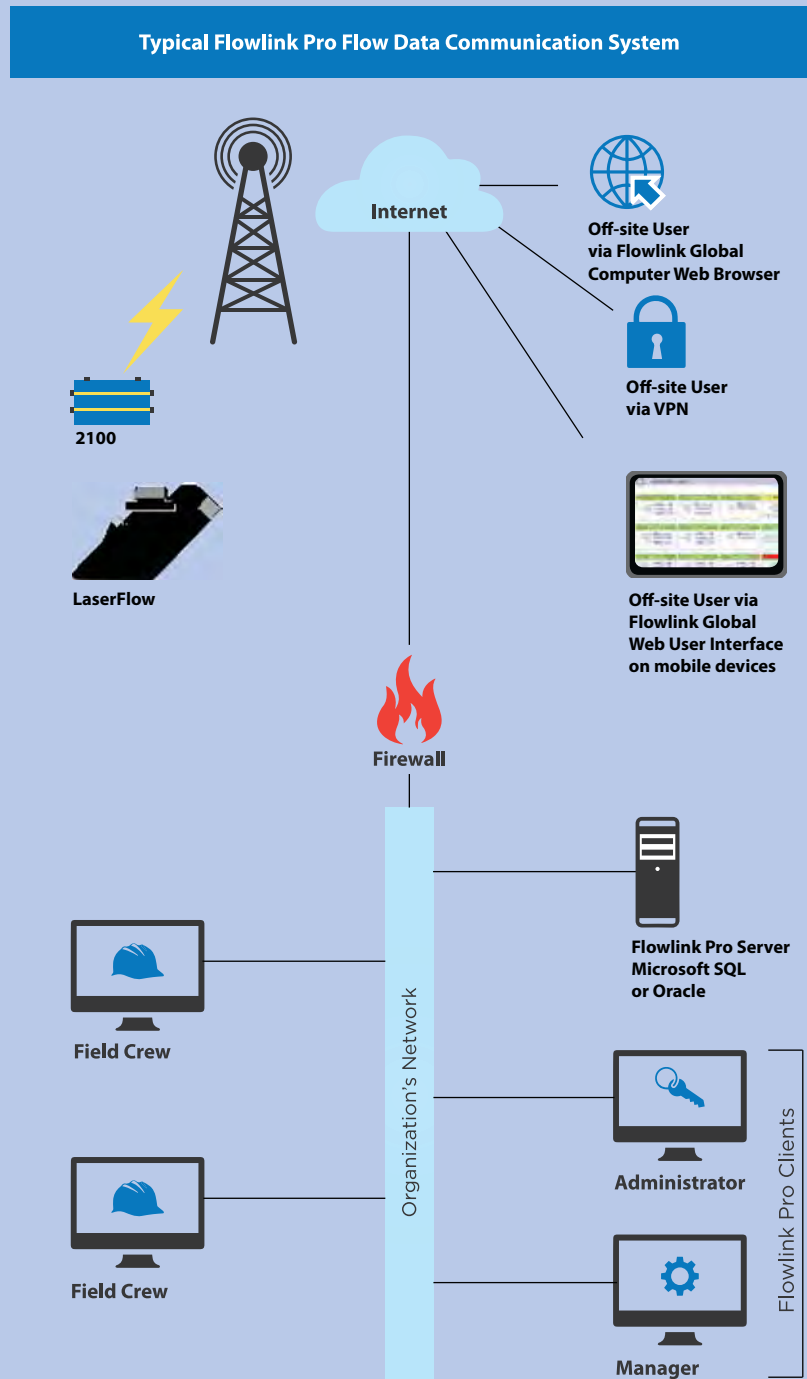 Typical Flowlink Pro Flow Data Communication System
Internet
Off-site User
via Flowlink Global
Computer Web Browser
Off-site User
via VPN
2100
LaserFlow
Off-site User via
Flowlink Global
Web User Interface
on mobile devices
Firewall
Flowlink Pro Server
Microsoft SQL
or Oracle
Organization's Network
Field Crew
Administrator
Flowlink Pro Clients
Field Crew
Manager